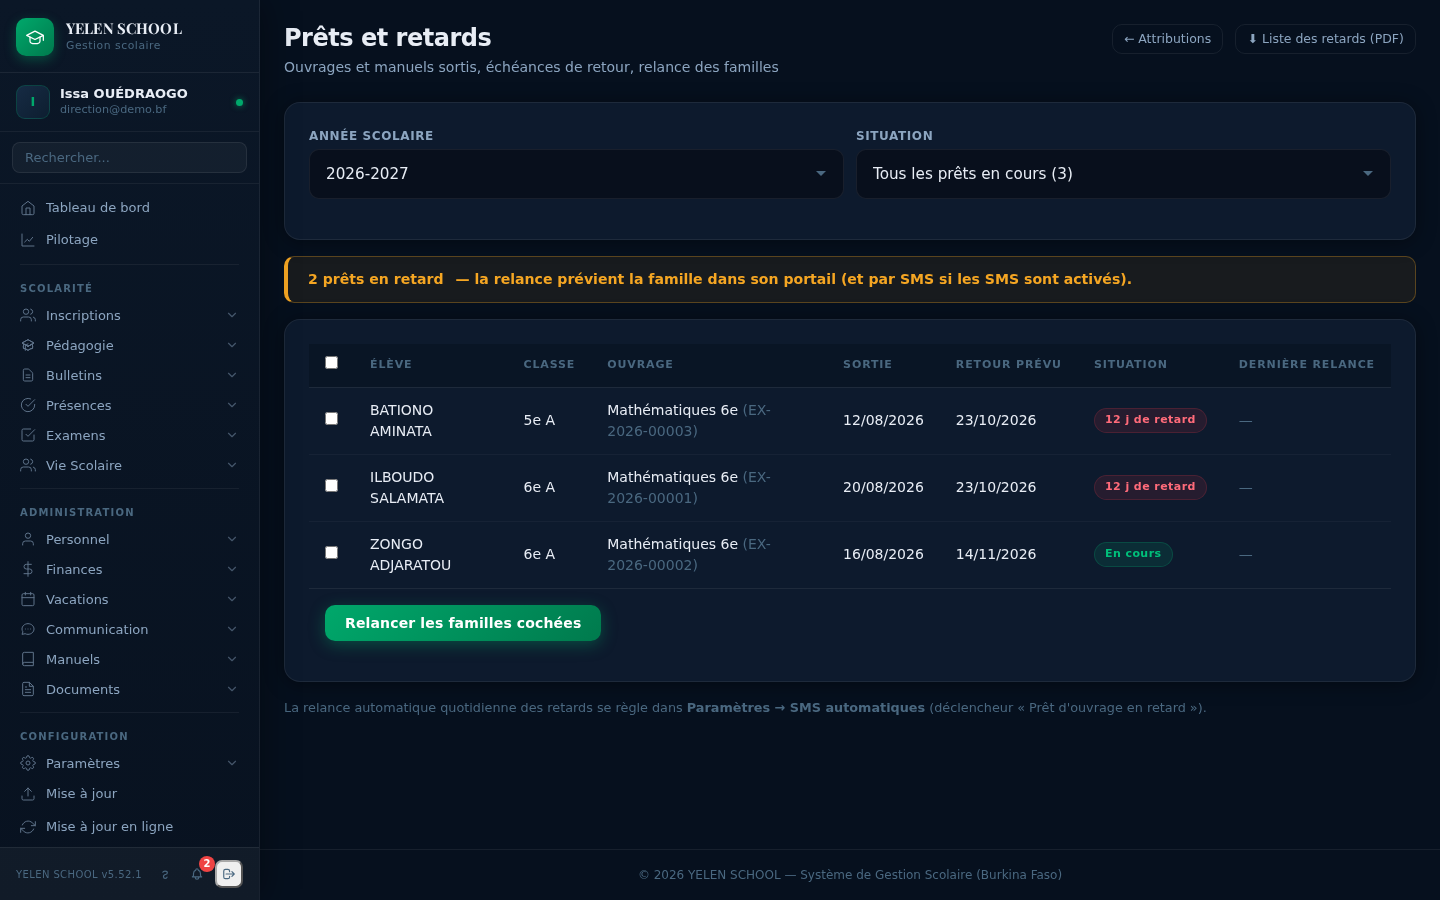 YELEN SCHOOL
Gestion scolaire
I
Issa OUÉDRAOGO
direction@demo.bf
Rechercher...
Tableau de bord
Pilotage
SCOLARITÉ
Inscriptions
Pédagogie
Bulletins
Présences
Examens
Vie Scolaire
ADMINISTRATION
Personnel
Finances
Vacations
Communication
Manuels
Documents
CONFIGURATION
Paramètres
Mise à jour
Mise à jour en ligne
YELEN SCHOOL v5.52.1
2
Prêts et retards
Ouvrages et manuels sortis, échéances de retour, relance des familles
← Attributions
⬇ Liste des retards (PDF)
ANNÉE SCOLAIRE
2026-2027
SITUATION
Tous les prêts en cours (3)
2 prêts en retard — la relance prévient la famille dans son portail (et par SMS si les SMS sont activés).
ÉLÈVE CLASSE OUVRAGE SORTIE RETOUR PRÉVU SITUATION DERNIÈRE RELANCE
BATIONO AMINATA 5e A Mathématiques 6e (EX-2026-00003) 12/08/2026 23/10/2026 12 j de retard —
ILBOUDO SALAMATA 6e A Mathématiques 6e (EX-2026-00001) 20/08/2026 23/10/2026 12 j de retard —
ZONGO ADJARATOU 6e A Mathématiques 6e (EX-2026-00002) 16/08/2026 14/11/2026 En cours —
Relancer les familles cochées
La relance automatique quotidienne des retards se règle dans Paramètres → SMS automatiques (déclencheur « Prêt d'ouvrage en retard »).
© 2026 YELEN SCHOOL — Système de Gestion Scolaire (Burkina Faso)